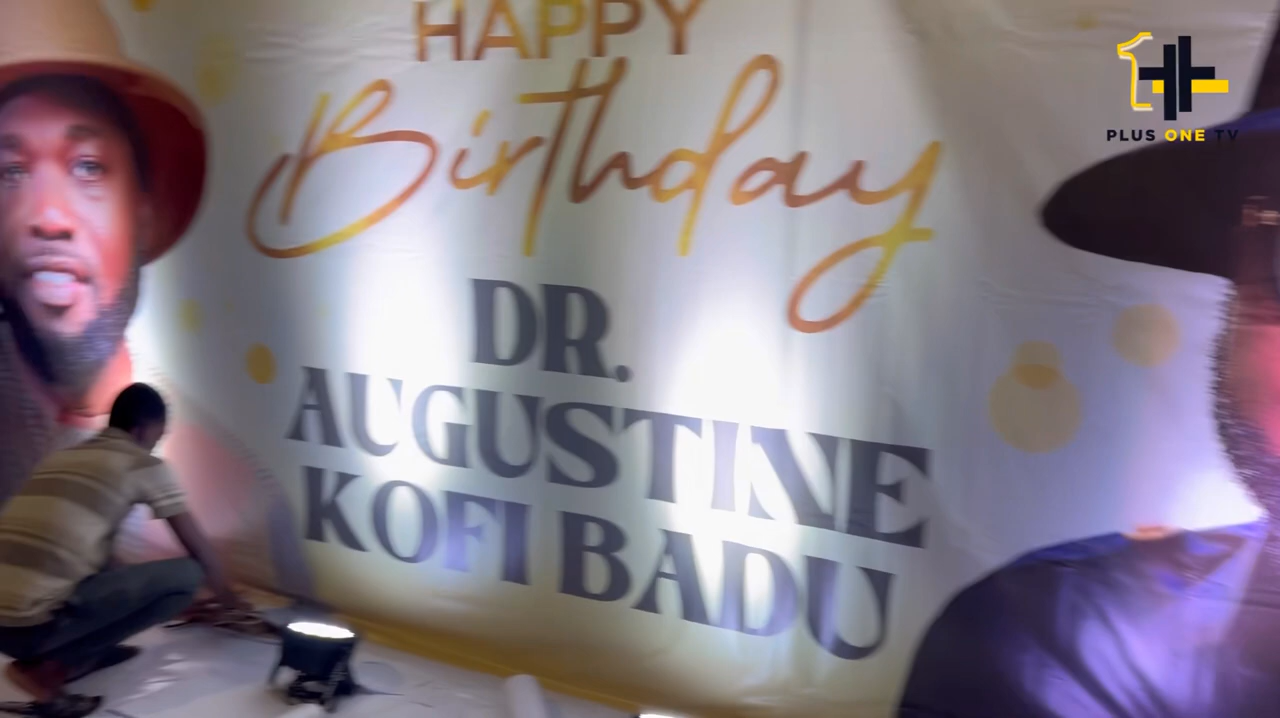 HAPPY
Birthday
DR.
AUGUSTINE
KOFI BADU
PLUS ONE TV